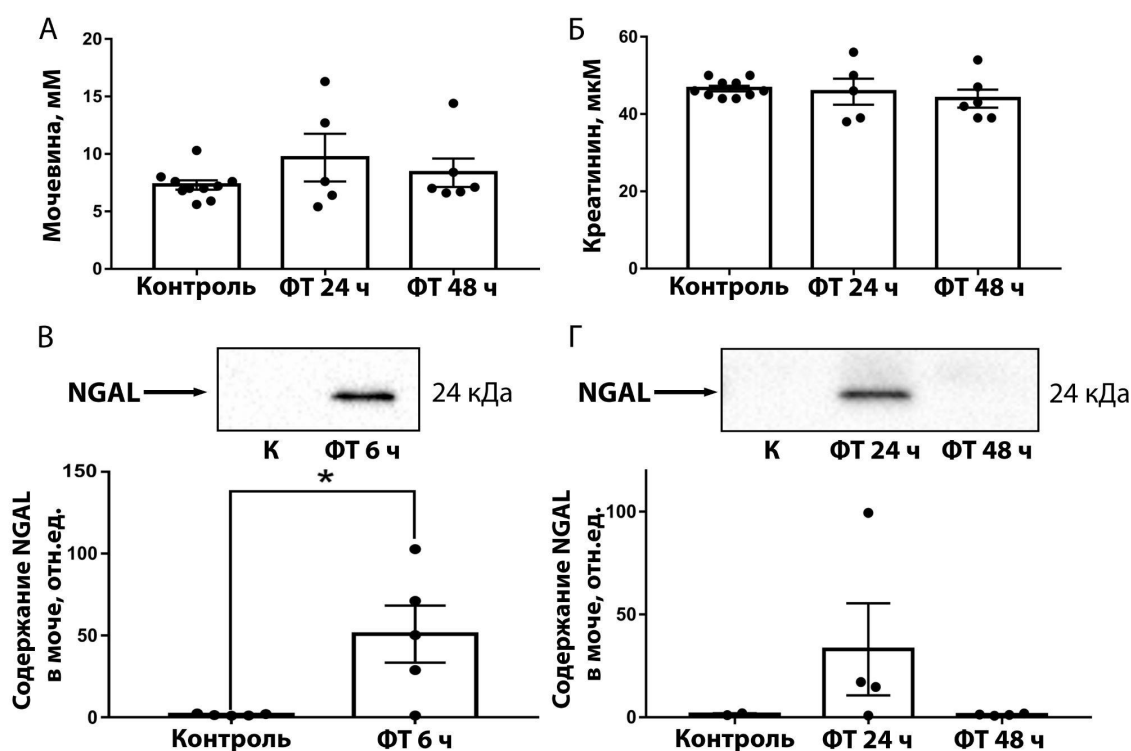 А
Мочевина, мМ
20
15
10
5
0
Контроль
ФТ 24 ч
ФТ 48 ч
Б
Креатинин, мкМ
60
40
20
0
Контроль
ФТ 24 ч
ФТ 48 ч
В
NGAL
24 кДа
К
ФТ 6 ч
Содержание NGAL
в моче, отн.ед.
150
100
50
0
*
Контроль
ФТ 6 ч
Г
NGAL
24 кДа
К
ФТ 24 ч
ФТ 48 ч
Содержание NGAL
в моче, отн.ед.
100
50
0
Контроль
ФТ 24 ч
ФТ 48 ч